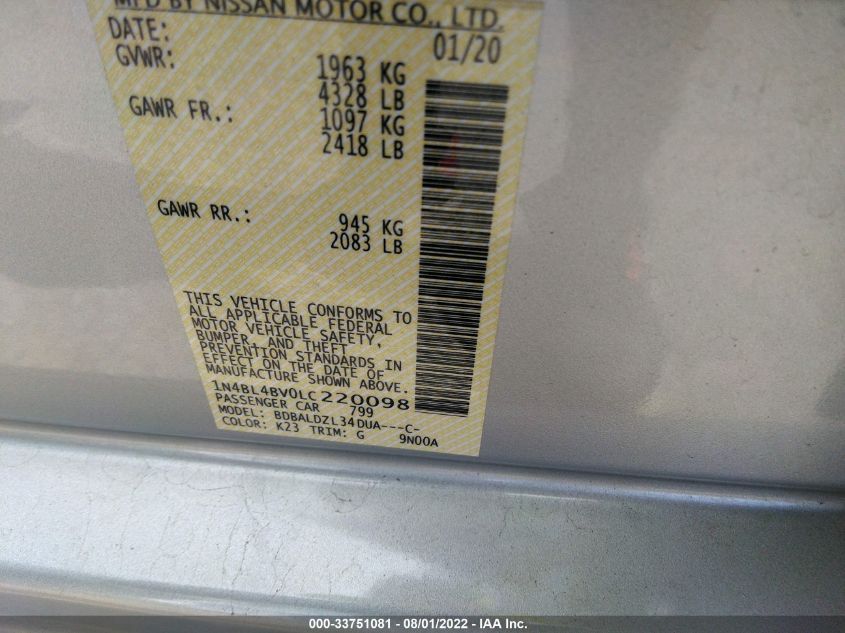 MFD BY NISSAN MOTOR CO., LTD.
DATE: 01/20
GVWR: 1963 KG
4328 LB
GAWR FR.: 1097 KG
2418 LB
GAWR RR.: 945 KG
2083 LB
THIS VEHICLE CONFORMS TO
ALL APPLICABLE FEDERAL
MOTOR VEHICLE SAFETY,
BUMPER, AND THEFT
PREVENTION STANDARDS IN
EFFECT ON THE DATE OF
MANUFACTURE SHOWN ABOVE.
1N4BL4BV0LC220098
PASSENGER CAR 799
MODEL: BDBALDZL34DUA---C-
COLOR: K23 TRIM: G 9N00A
000-33751081 - 08/01/2022 - IAA Inc.